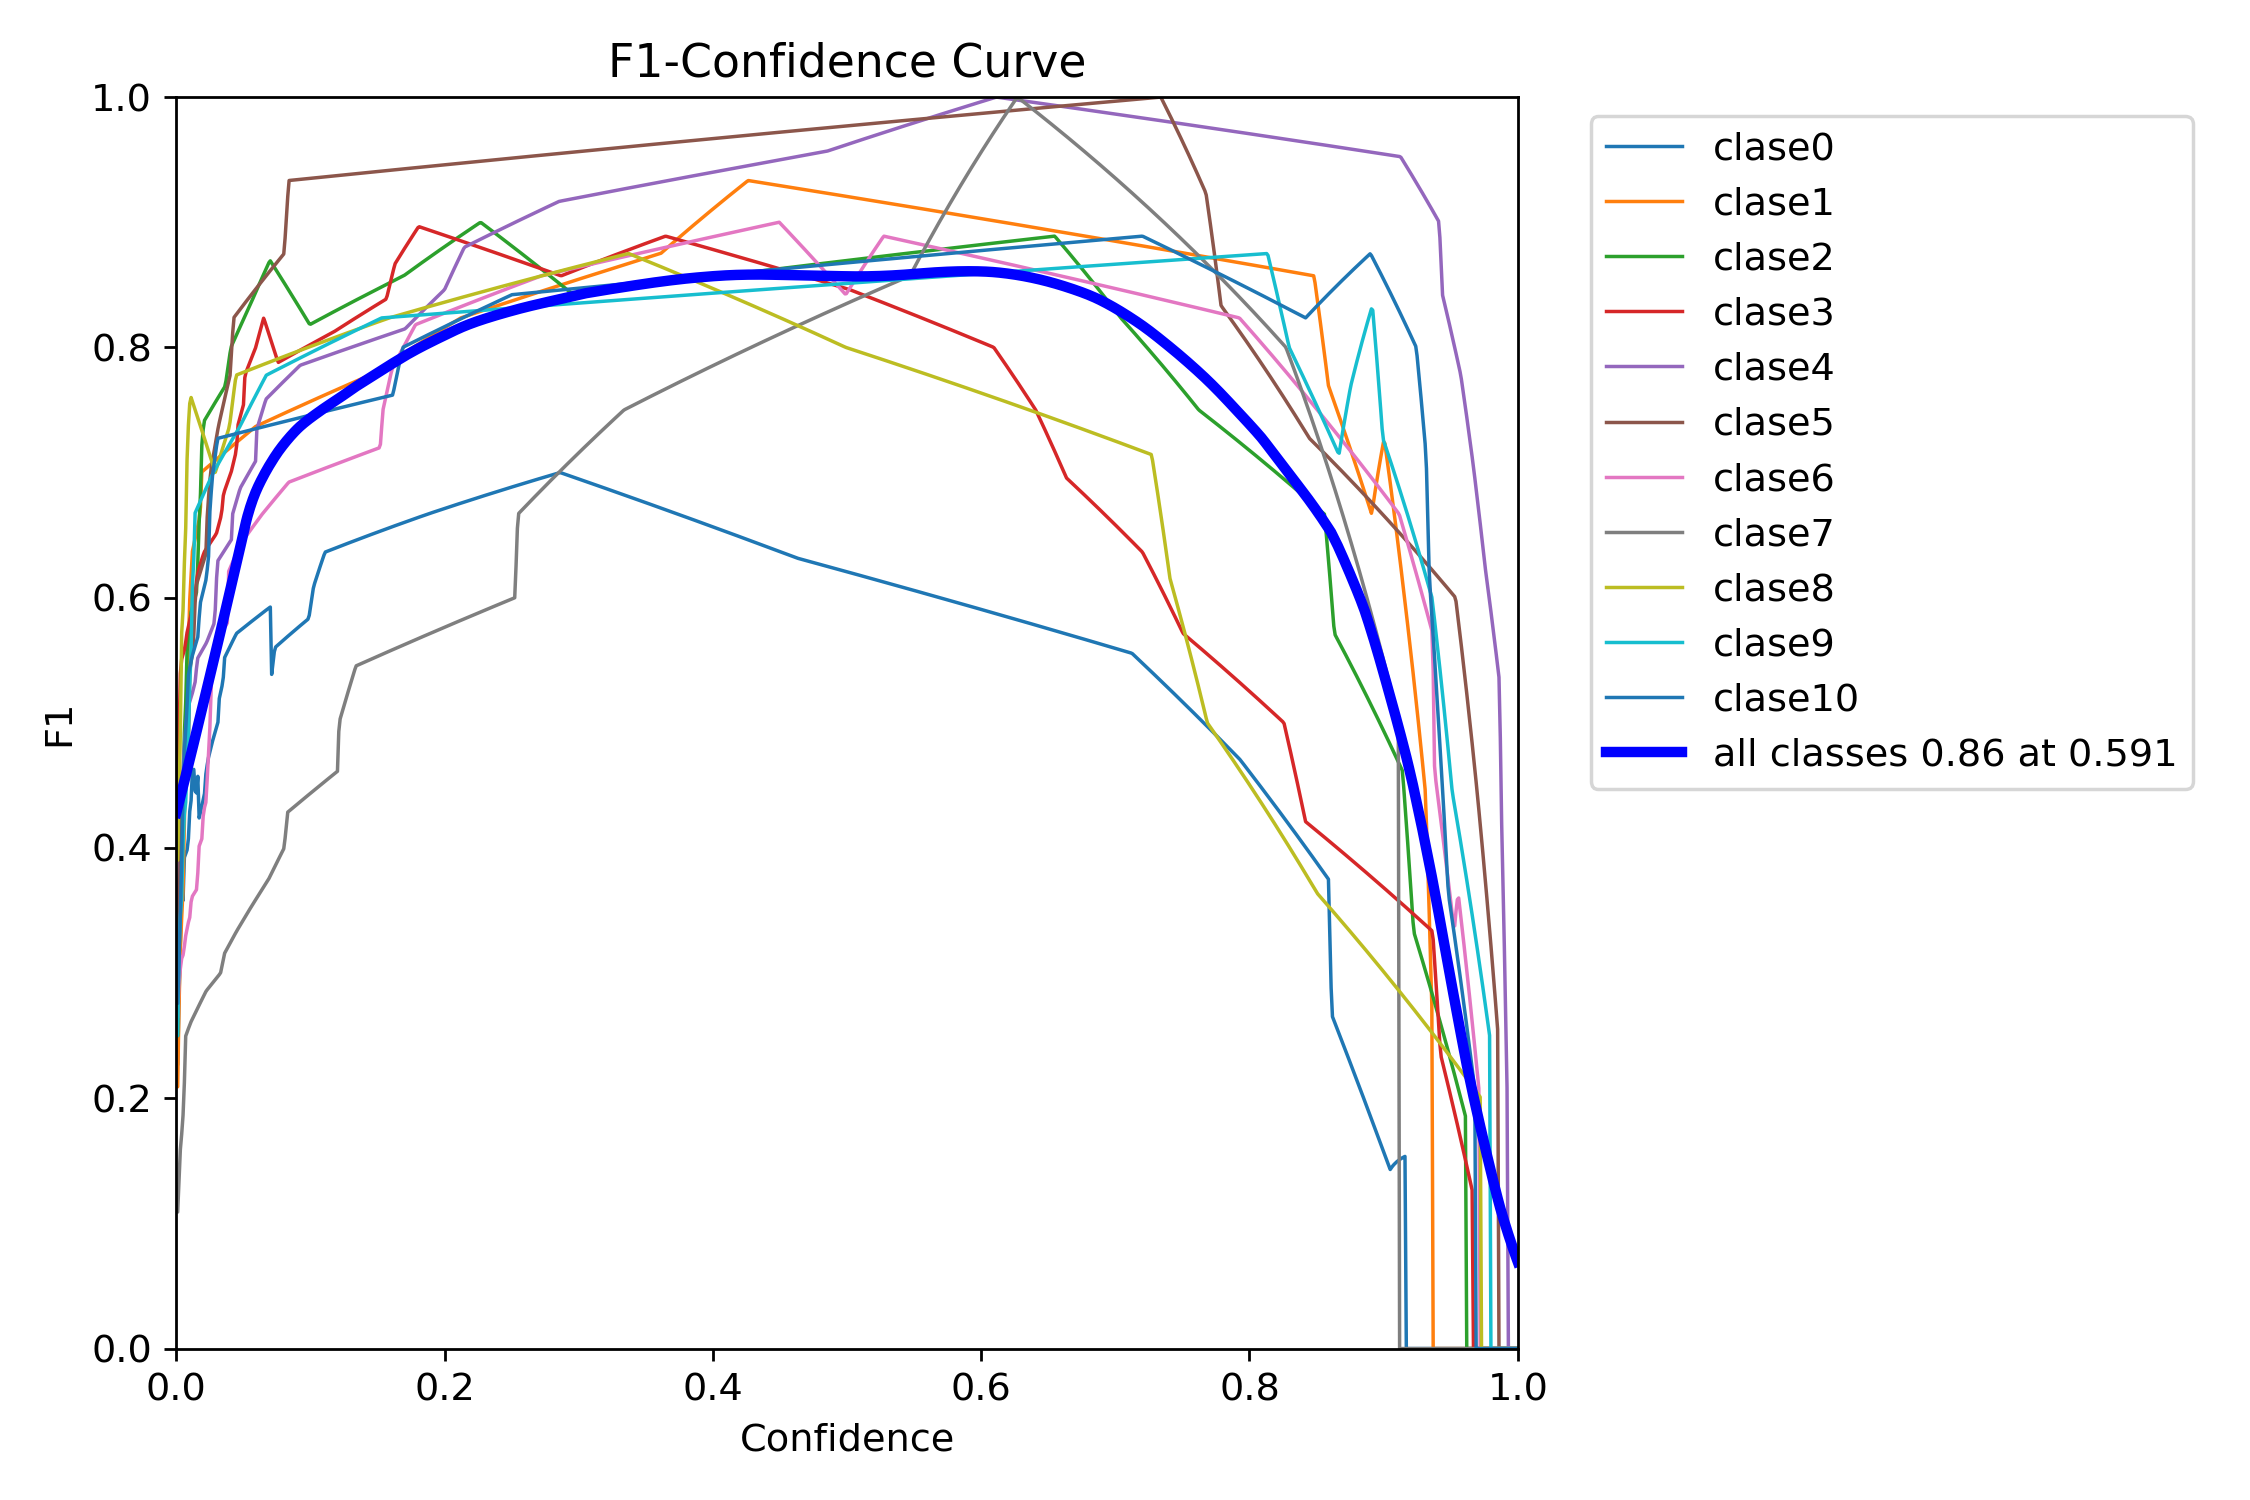 F1-Confidence Curve
1.0
0.8
0.6
0.4
0.2
0.0
F1
0.0 0.2 0.4 0.6 0.8 1.0
Confidence
clase0
clase1
clase2
clase3
clase4
clase5
clase6
clase7
clase8
clase9
clase10
all classes 0.86 at 0.591